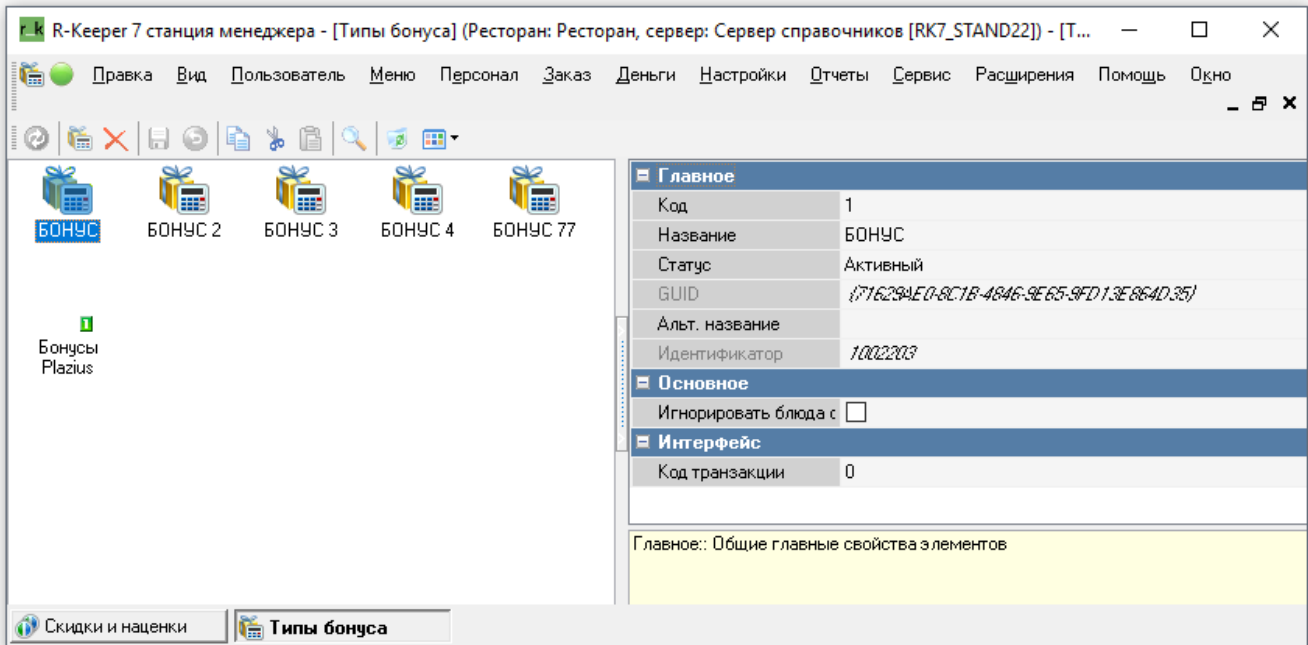 r_k R-Keeper 7 станция менеджера - [Типы бонуса] (Ресторан: Ресторан, сервер: Сервер справочников [RK7_STAND22]) - [Т...
Правка Вид Пользователь Меню Персонал Заказ Деньги Настройки Отчеты Сервис Расширения Помощь Окно
БОНУС БОНУС 2 БОНУС 3 БОНУС 4 БОНУС 77
1
Бонусы
Plazius
Главное
Код 1
Название БОНУС
Статус Активный
GUID {71629AE0-8C1B-4846-9E65-9FD13E864D35}
Альт. название
Идентификатор 1002203
Основное
Игнорировать блюда с
Интерфейс
Код транзакции 0
Главное:: Общие главные свойства элементов
Скидки и наценки Типы бонуса